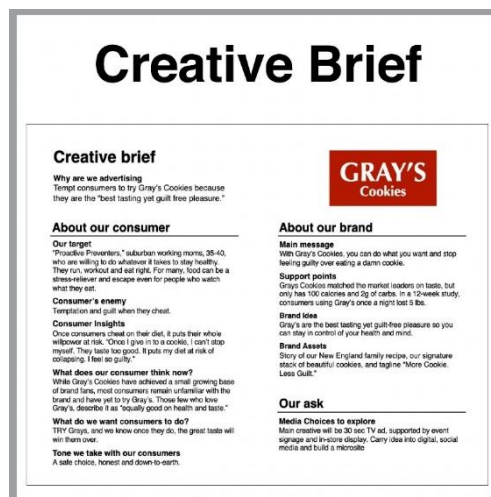 Creative Brief
Creative brief
Why are we advertising
Tempt consumers to try Gray's Cookies because
they are the "best tasting yet guilt free pleasure."
GRAY'S
Cookies
About our consumer
Our target
"Proactive Preventers," suburban working moms, 35-40,
who are willing to do whatever it takes to stay healthy.
They run, workout and eat right. For many, food can be a
stress-reliever and escape even for people who watch
what they eat.
Consumer's enemy
Temptation and guilt when they cheat.
Consumer Insights
Once consumers cheat on their diet, it puts their whole
willpower at risk. "Once I give in to a cookie, I can't stop
myself. They taste too good. It puts my diet at risk of
collapsing. I feel so guilty."
What does our consumer think now?
While Gray's Cookies have achieved a small growing base
of brand fans, most consumers remain unfamiliar with the
brand and have yet to try Gray's. Those few who love
Gray's, describe it as "equally good on health and taste."
What do we want consumers to do?
TRY Grays, and we know once they do, the great taste will
win them over.
Tone we take with our consumers
A safe choice, honest and down-to-earth.
About our brand
Main message
With Gray's Cookies, you can do what you want and stop
feeling guilty over eating a damn cookie.
Support points
Grays Cookies matched the market leaders on taste, but
only has 100 calories and 2g of carbs. In a 12-week study,
consumers using Gray's once a night lost 5 lbs.
Brand Idea
Gray's are the best tasting yet guilt-free pleasure so you
can stay in control of your health and mind.
Brand Assets
Story of our New England family recipe, our signature
stack of beautiful cookies, and tagline "More Cookie.
Less Guilt."
Our ask
Media Choices to explore
Main creative will be 30 sec TV ad, supported by event
signage and in-store display. Carry idea into digital, social
media and build a microsite